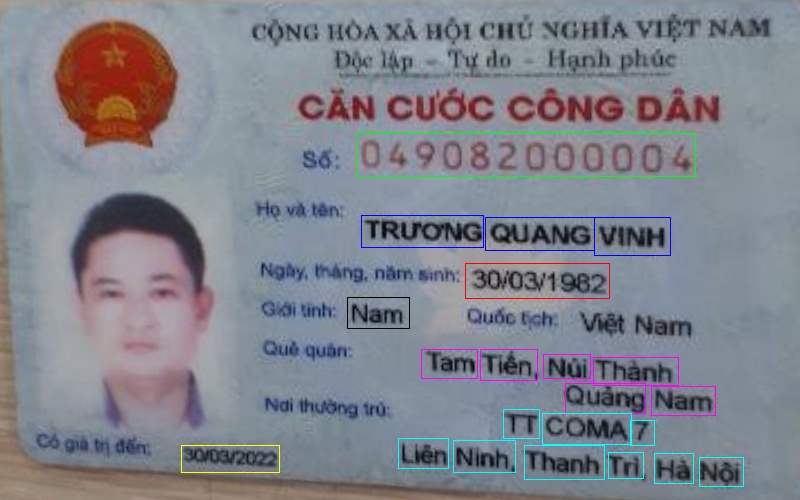 CỘNG HÒA XÃ HỘI CHỦ NGHĨA VIỆT NAM
Độc lập - Tự do - Hạnh phúc
CĂN CƯỚC CÔNG DÂN
Số: 049082000004
Họ và tên: TRƯƠNG QUANG VINH
Ngày, tháng, năm sinh: 30/03/1982
Giới tính: Nam Quốc tịch: Việt Nam
Quê quán: Tam Tiến, Núi Thành
Quảng Nam
Nơi thường trú: TT COMA 7
Liên Ninh, Thanh Trì, Hà Nội
Có giá trị đến: 30/03/2022